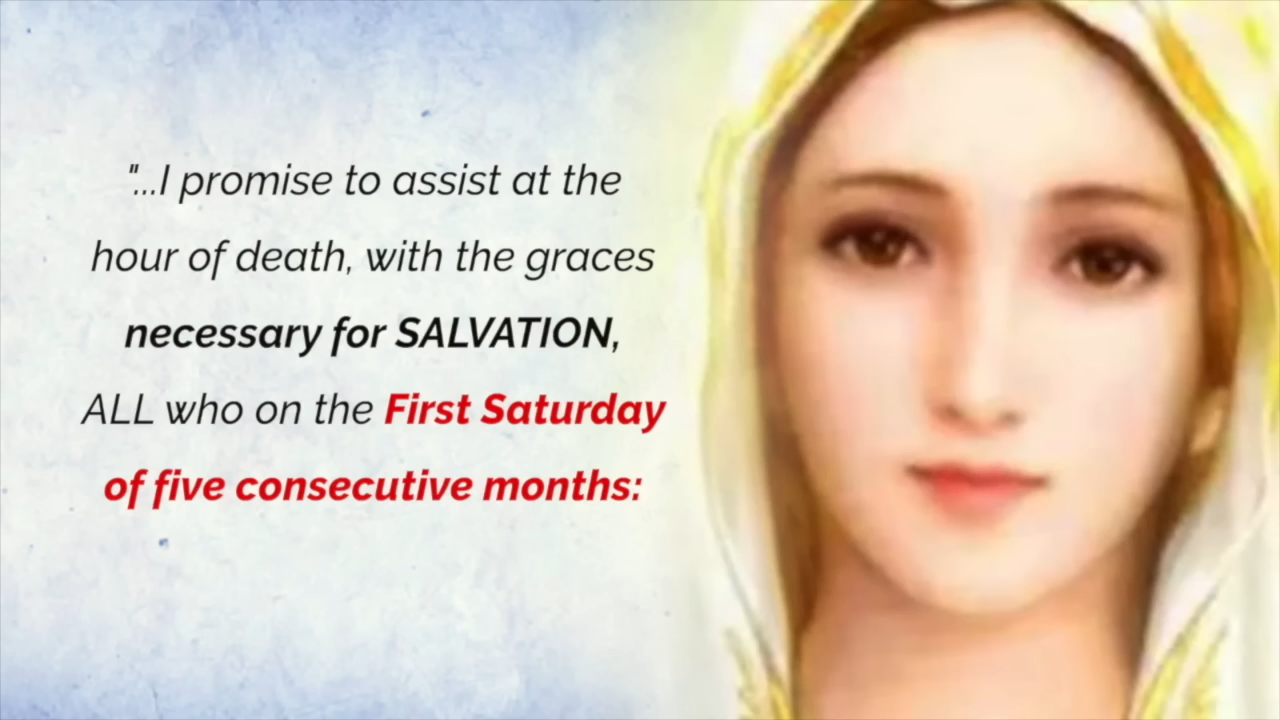 "...I promise to assist at the
hour of death, with the graces
necessary for SALVATION,
ALL who on the First Saturday
of five consecutive months: